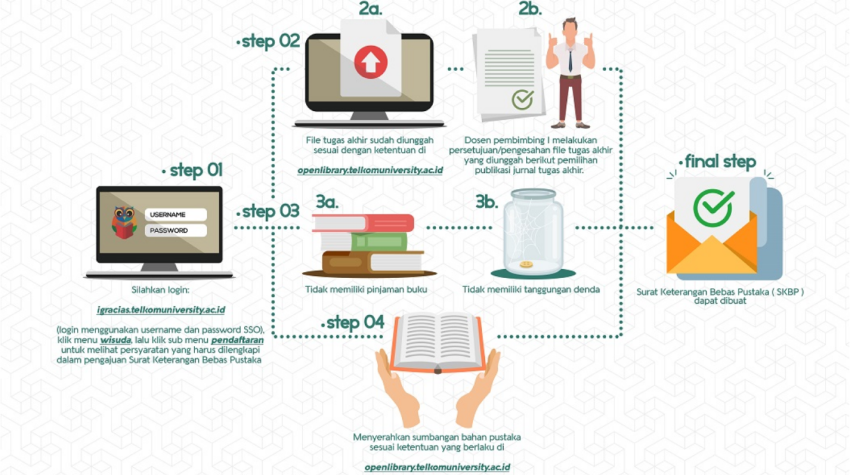 • step 01
USERNAME
PASSWORD
Silahkan login:
igracias.telkomuniversity.ac.id
(login menggunakan username dan password SSO),
klik menu wisuda, lalu klik sub menu pendaftaran
untuk melihat persyaratan yang harus dilengkapi
dalam pengajuan Surat Keterangan Bebas Pustaka
• step 02
2a.
File tugas akhir sudah diunggah
sesuai dengan ketentuan di
openlibrary.telkomuniversity.ac.id
2b.
Dosen pembimbing I melakukan
persetujuan/pengesahan file tugas akhir
yang diunggah berikut pemilihan
publikasi jurnal tugas akhir.
• step 03
3a.
Tidak memiliki pinjaman buku
3b.
Tidak memiliki tanggungan denda
• step 04
Menyerahkan sumbangan bahan pustaka
sesuai ketentuan yang berlaku di
openlibrary.telkomuniversity.ac.id
• final step
Surat Keterangan Bebas Pustaka ( SKBP )
dapat dibuat